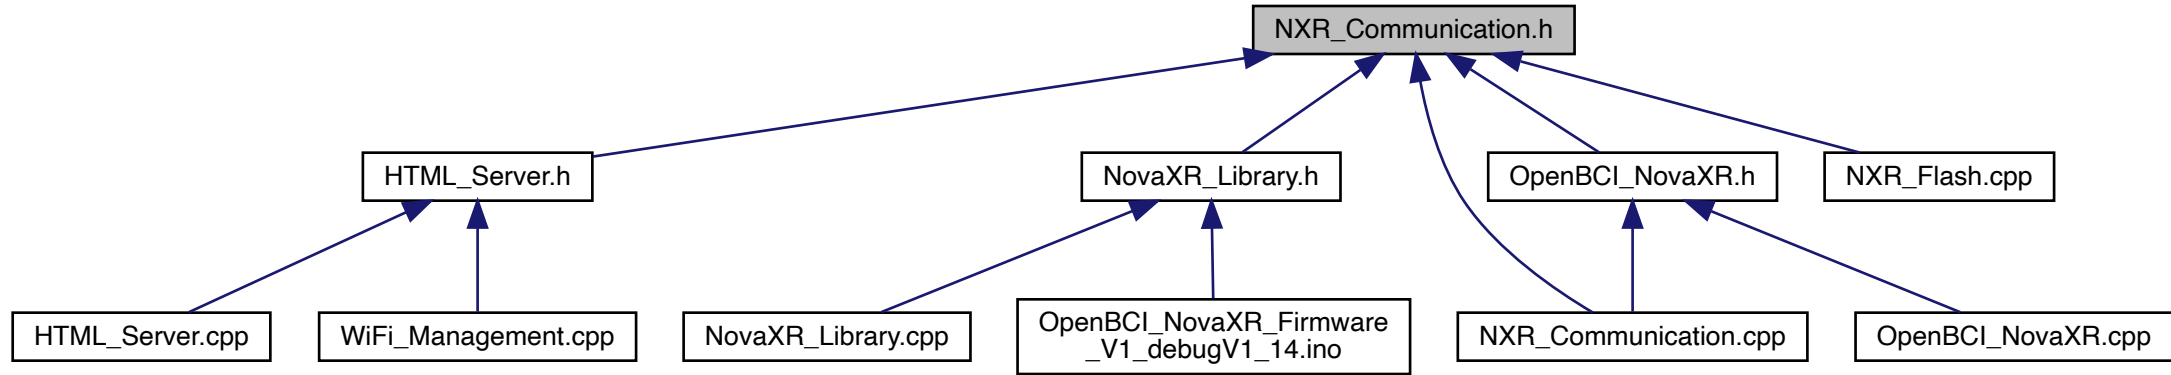 NXR_Communication.h
HTML_Server.h
NovaXR_Library.h
OpenBCI_NovaXR.h
NXR_Flash.cpp
HTML_Server.cpp
WiFi_Management.cpp
NovaXR_Library.cpp
OpenBCI_NovaXR_Firmware
_V1_debugV1_14.ino
NXR_Communication.cpp
OpenBCI_NovaXR.cpp